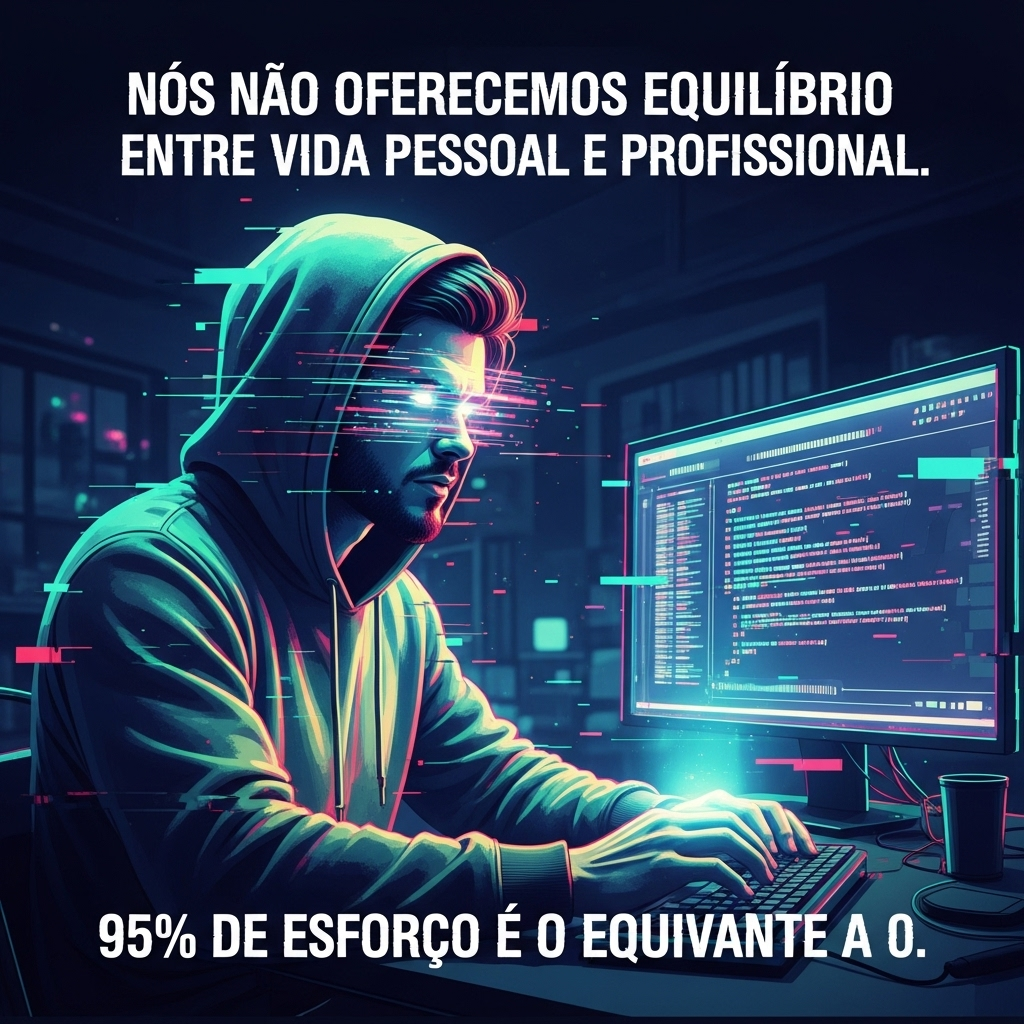 NÓS NÃO OFERECEMOS EQUILÍBRIO
ENTRE VIDA PESSOAL E PROFISSIONAL.
95% DE ESFORÇO É O EQUIVANTE A 0.